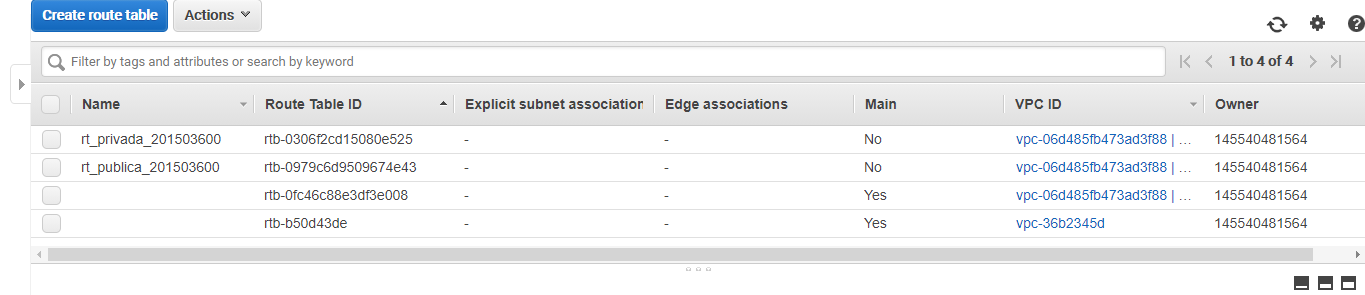 Create route table Actions
Filter by tags and attributes or search by keyword 1 to 4 of 4
Name Route Table ID Explicit subnet association Edge associations Main VPC ID Owner
rt_privada_201503600 rtb-0306f2cd15080e525 - - No vpc-06d485fb473ad3f88 | ... 145540481564
rt_publica_201503600 rtb-0979c6d9509674e43 - - No vpc-06d485fb473ad3f88 | ... 145540481564
rtb-0fc46c88e3df3e008 - - Yes vpc-06d485fb473ad3f88 | ... 145540481564
rtb-b50d43de - - Yes vpc-36b2345d 145540481564